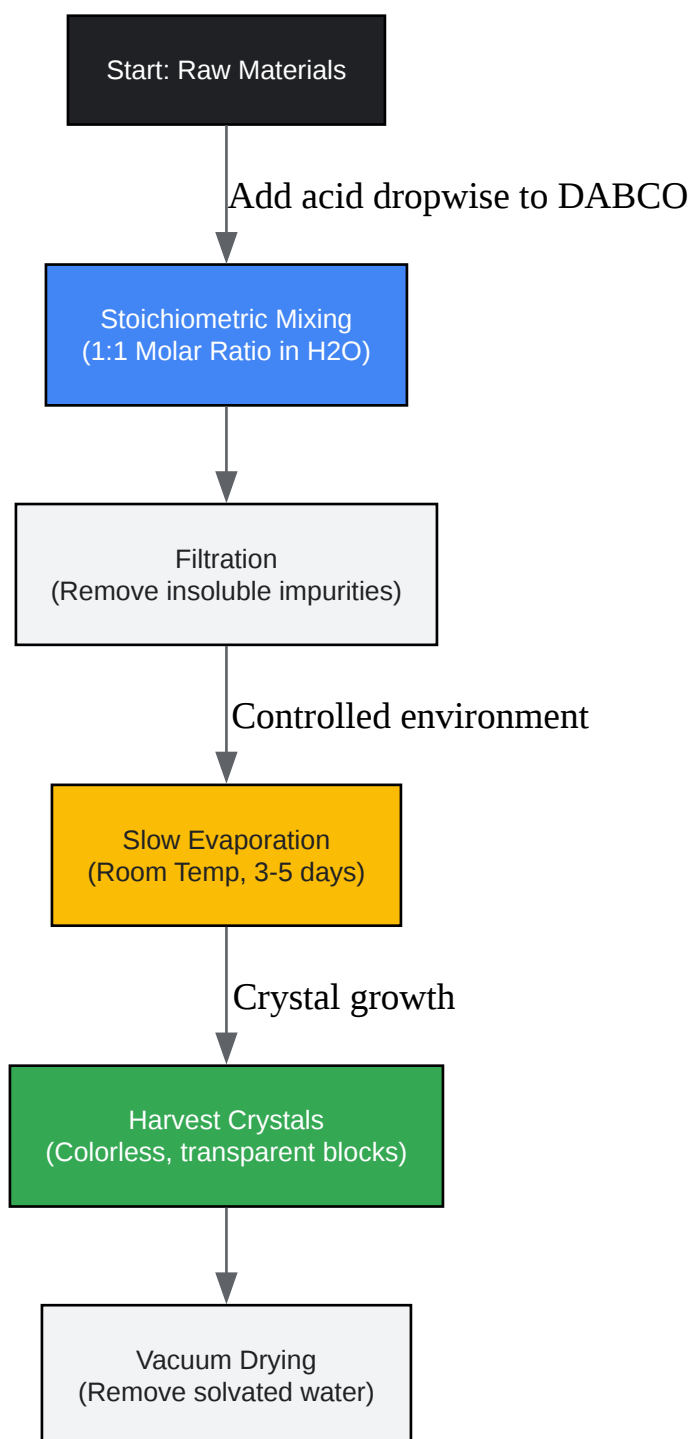 Start: Raw Materials
Add acid dropwise to DABCO
Stoichiometric Mixing
(1:1 Molar Ratio in H2O)
Filtration
(Remove insoluble impurities)
Controlled environment
Slow Evaporation
(Room Temp, 3-5 days)
Crystal growth
Harvest Crystals
(Colorless, transparent blocks)
Vacuum Drying
(Remove solvated water)